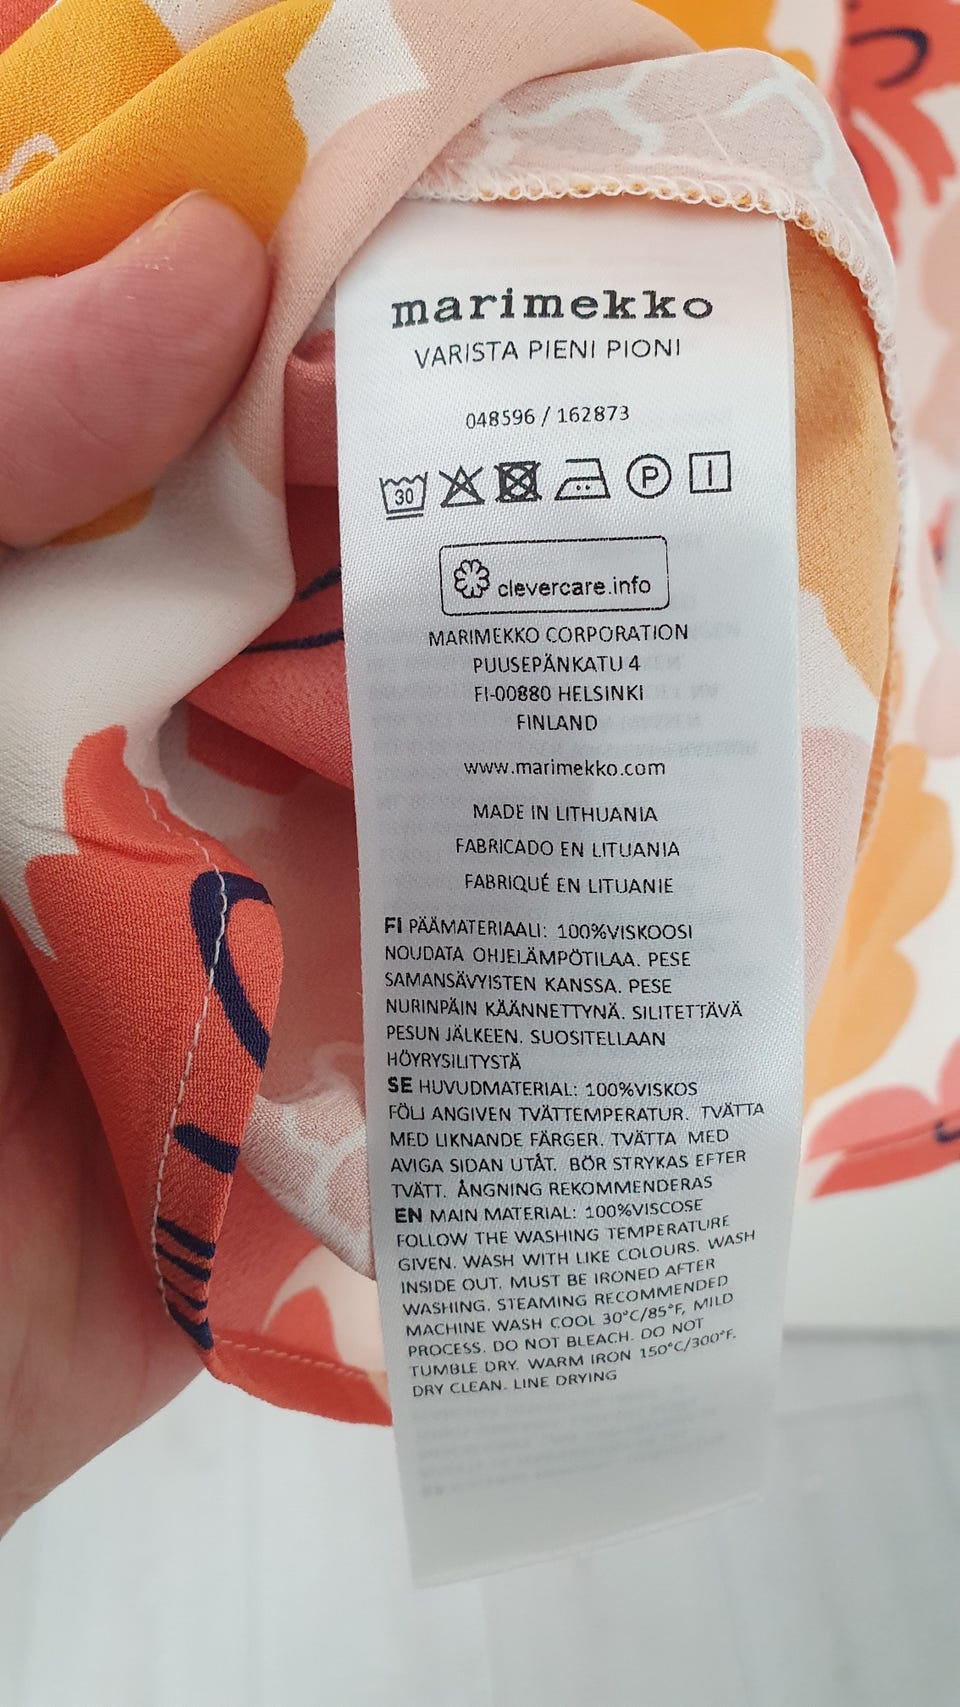 marimekko
VARISTA PIENI PIONI
048596 / 162873
30 P
clevercare.info
MARIMEKKO CORPORATION
PUUSEPÄNKATU 4
FI-00880 HELSINKI
FINLAND
www.marimekko.com
MADE IN LITHUANIA
FABRICADO EN LITUANIA
FABRIQUÉ EN LITUANIE
FI PÄÄMATERIAALI: 100%VISKOOSI
NOUDATA OHJELÄMPÖTILAA. PESE
SAMANSÄVYISTEN KANSSA. PESE
NURINPÄIN KÄÄNNETTYNÄ. SILITETTÄVÄ
PESUN JÄLKEEN. SUOSITELLAAN
HÖYRYSILITYSTÄ
SE HUVUDMATERIAL: 100%VISKOS
FÖLJ ANGIVEN TVÄTTEMPERATUR. TVÄTTA
MED LIKNANDE FÄRGER. TVÄTTA MED
AVIGA SIDAN UTÅT. BÖR STRYKAS EFTER
TVÄTT. ÅNGNING REKOMMENDERAS
EN MAIN MATERIAL: 100%VISCOSE
FOLLOW THE WASHING TEMPERATURE
GIVEN. WASH WITH LIKE COLOURS. WASH
INSIDE OUT. MUST BE IRONED AFTER
WASHING. STEAMING RECOMMENDED
MACHINE WASH COOL 30°C/85°F, MILD
PROCESS. DO NOT BLEACH. DO NOT
TUMBLE DRY. WARM IRON 150°C/300°F.
DRY CLEAN. LINE DRYING